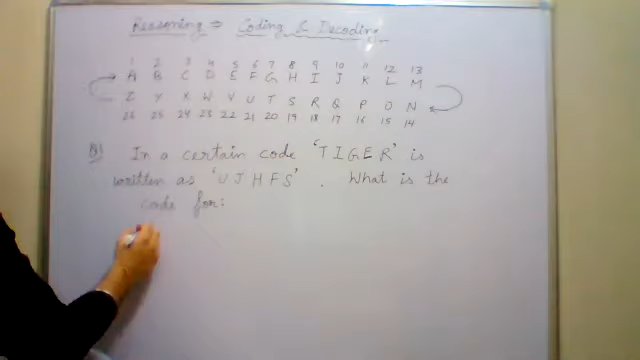 Reasoning ⇒ Coding & Decoding
1 2 3 4 5 6 7 8 9 10 11 12 13
A B C D E F G H I J K L M
Z Y X W V U T S R Q P O N
26 25 24 23 22 21 20 19 18 17 16 15 14
Q1 In a certain code 'TIGER' is
written as 'UJHFS'. What is the
code for: